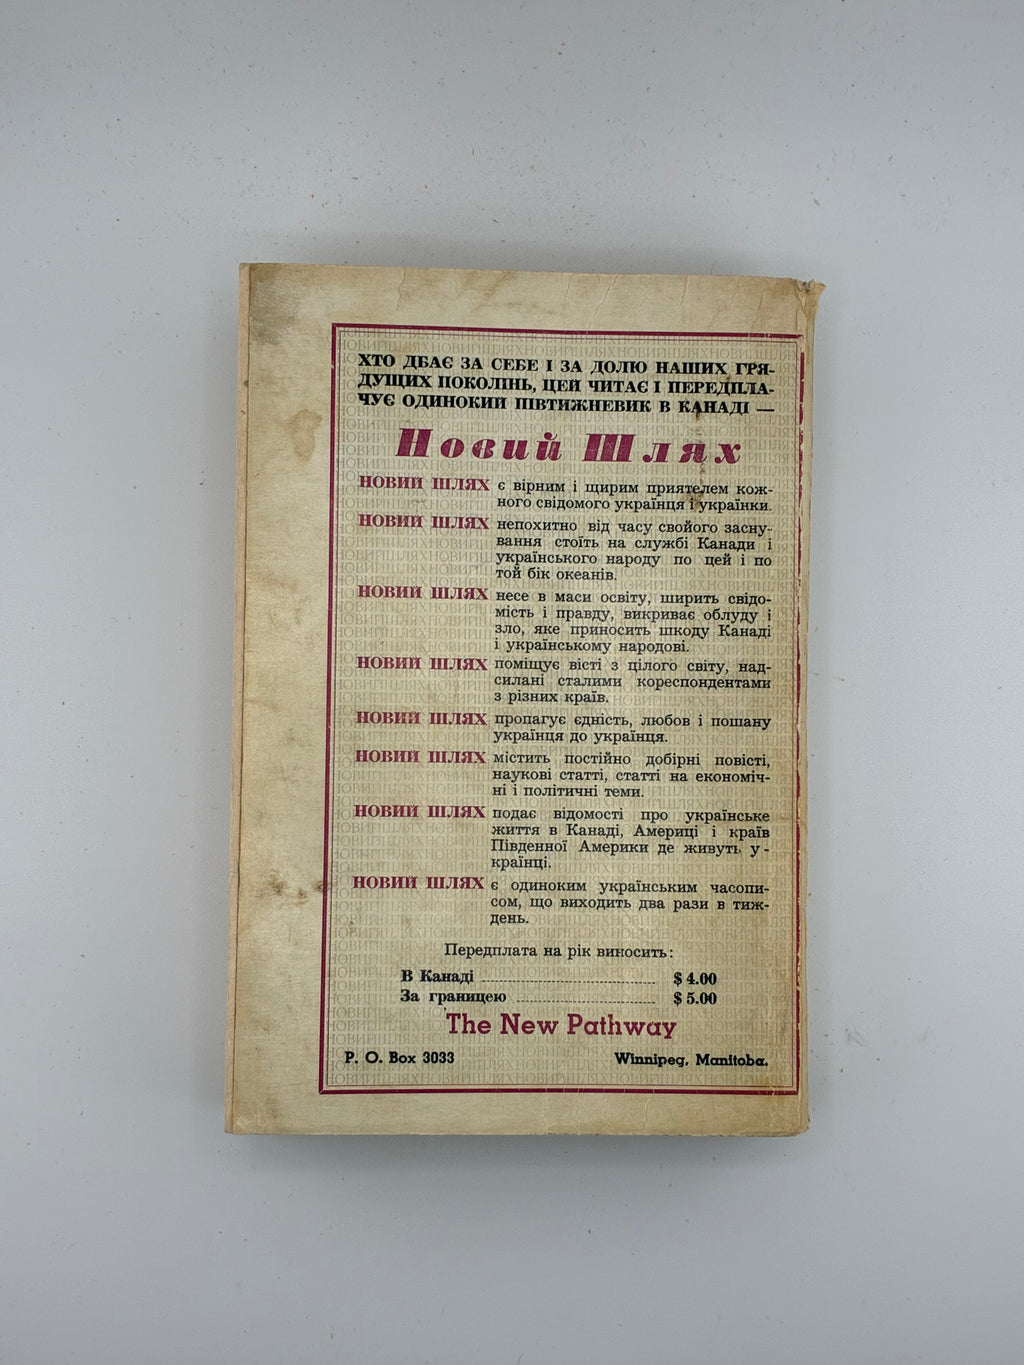 ХТО ДБАЄ ЗА СЕБЕ І ЗА ДОЛЮ НАШИХ ГРЯ-
ДУЩИХ ПОКОЛІНЬ, ЦЕЙ ЧИТАЄ І ПЕРЕДПЛА-
ЧУЄ ОДИНОКИЙ ПІВТИЖНЕВИК В КАНАДІ —
Новий Шлях
НОВИЙ ШЛЯХ є вірним і щирим приятелем кож-
ного свідомого українця і українки.
НОВИЙ ШЛЯХ непохитно від часу свойого засну-
вання стоїть на службі Канади і
українського народу по цей і по
той бік океанів.
НОВИЙ ШЛЯХ несе в маси освіту, ширить свідо-
мість і правду, викриває облуду і
зло, яке приносить шкоду Канаді
і українському народові.
НОВИЙ ШЛЯХ поміщує вісті з цілого світу, над-
силані сталими кореспондентами
з різних країв.
НОВИЙ ШЛЯХ пропагує єдність, любов і пошану
українця до українця.
НОВИЙ ШЛЯХ містить постійно добірні повісті,
наукові статті, статті на економіч-
ні і політичні теми.
НОВИЙ ШЛЯХ подає відомості про українське
життя в Канаді, Америці і країв
Південної Америки де живуть у-
країнці.
НОВИЙ ШЛЯХ є одиноким українським часопи-
сом, що виходить два рази в тиж-
день.
Передплата на рік виносить:
В Канаді $ 4.00
За границею $ 5.00
The New Pathway
P. O. Box 3033 Winnipeg, Manitoba.